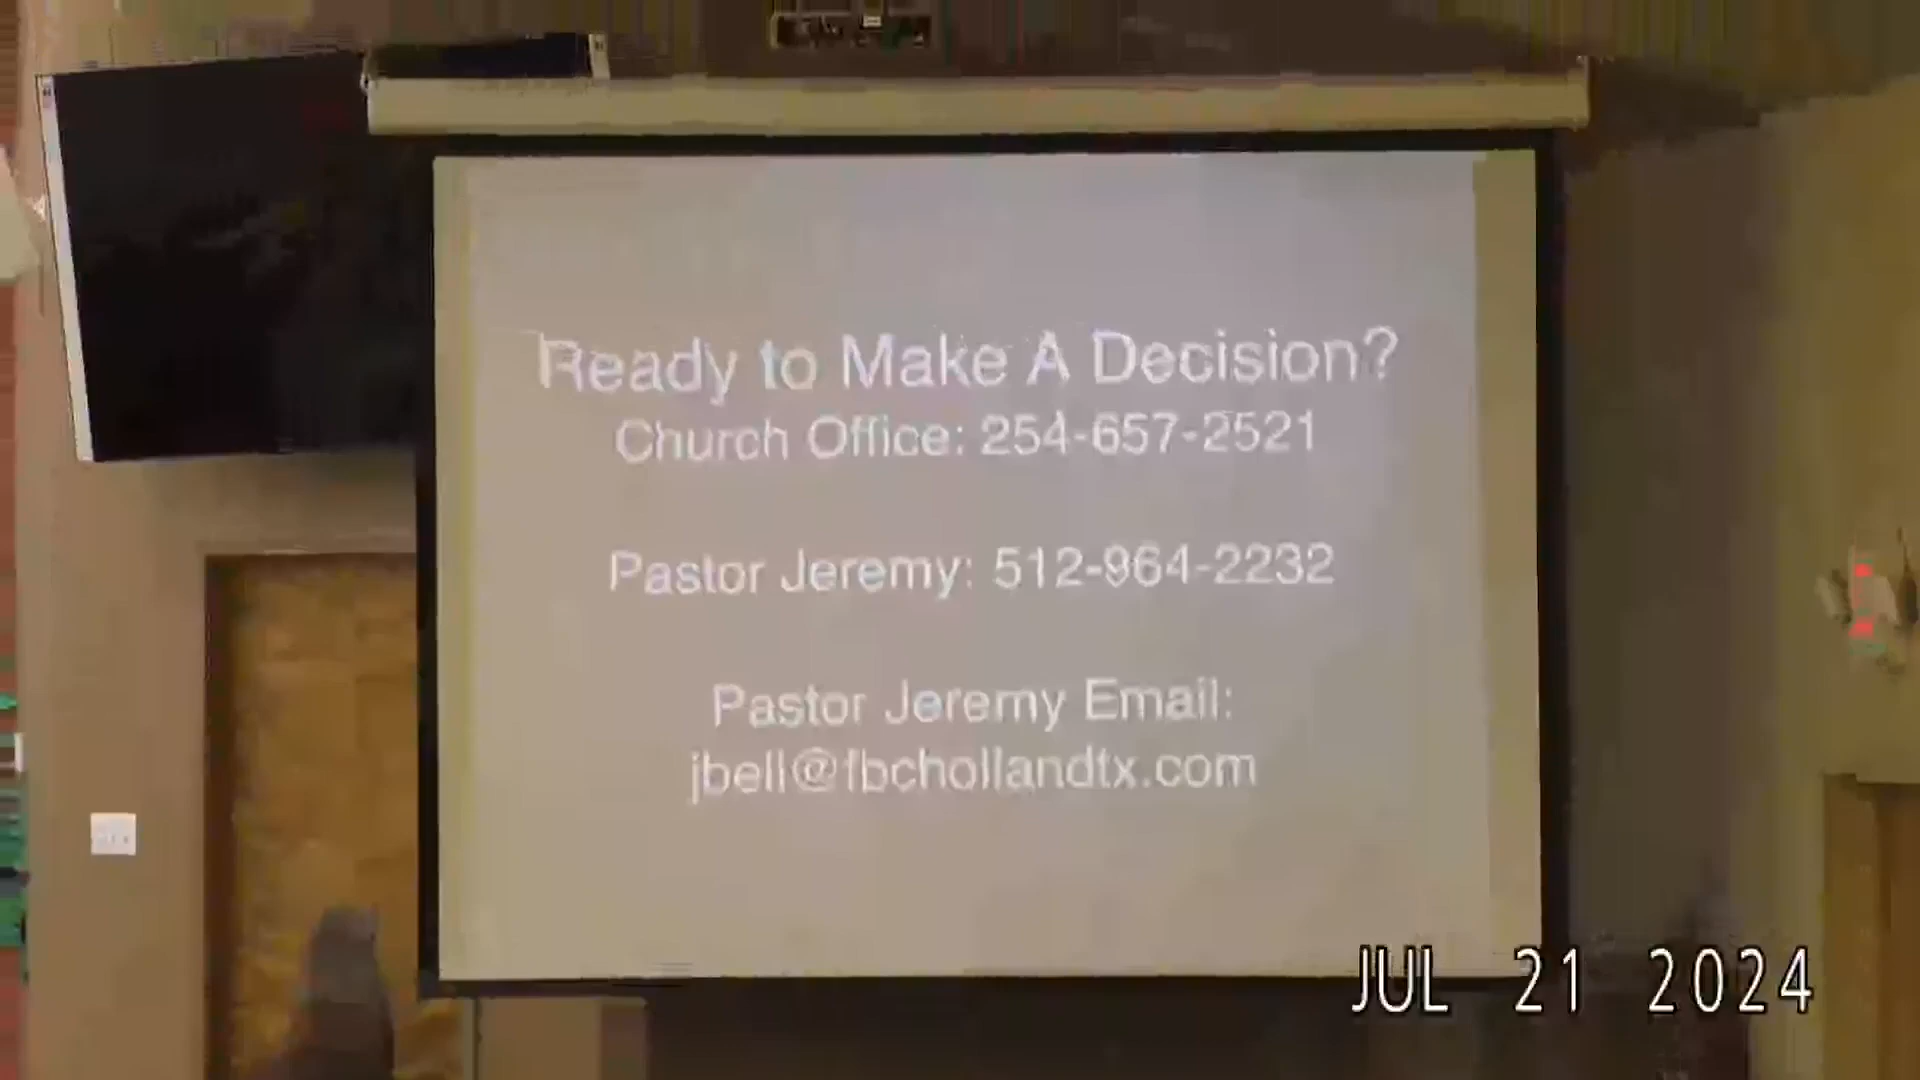 Ready to Make A Decision?
Church Office: 254-657-2521
Pastor Jeremy: 512-964-2232
Pastor Jeremy Email:
jbell@fbchollandtx.com
JUL 21 2024